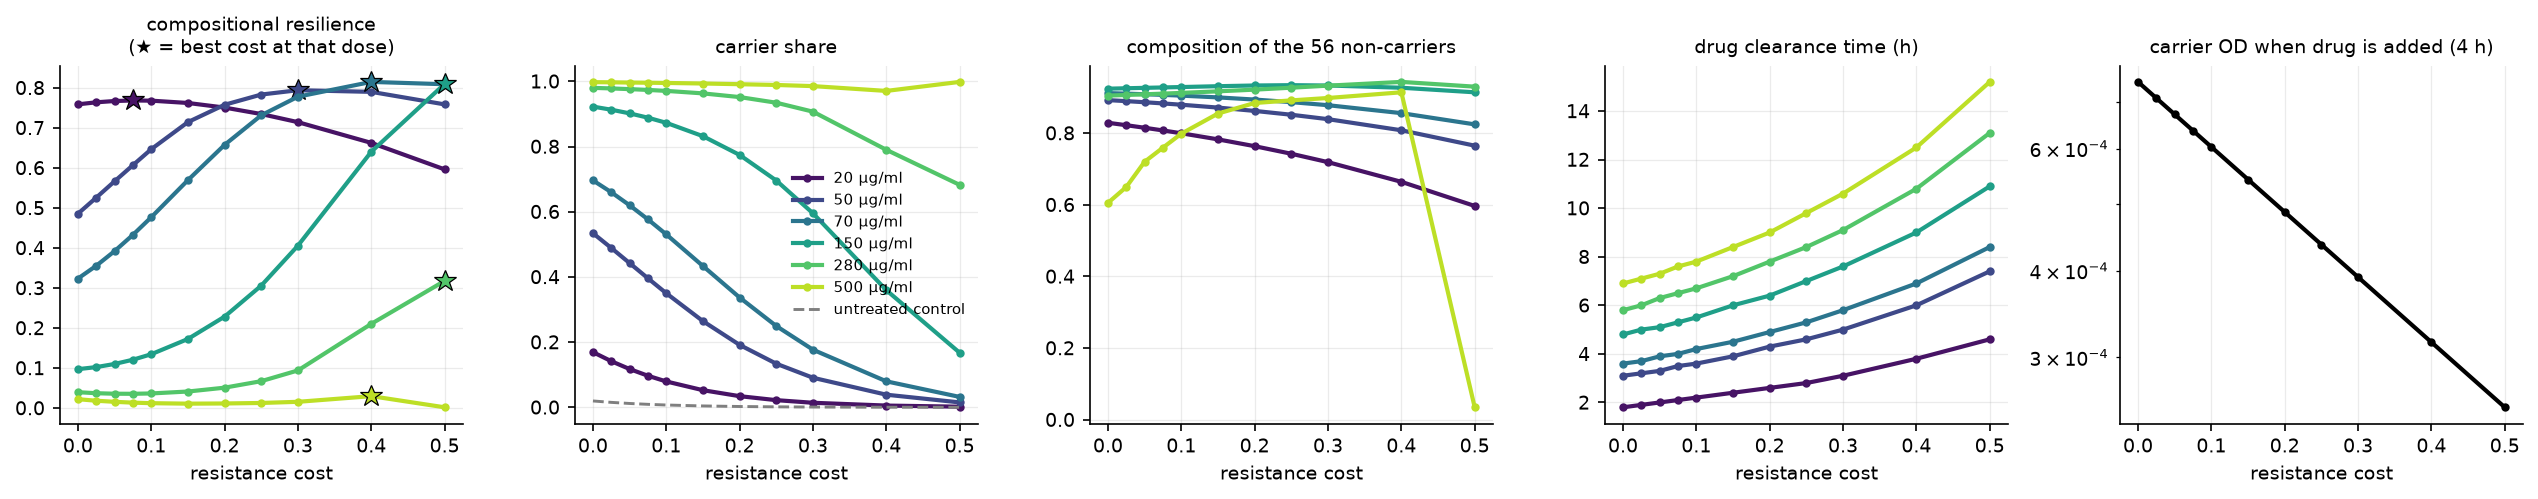 compositional resilience
(★ = best cost at that dose)
0.8
0.7
0.6
0.5
0.4
0.3
0.2
0.1
0.0
0.0 0.1 0.2 0.3 0.4 0.5
resistance cost
carrier share
1.0
0.8
0.6
0.4
0.2
0.0
20 µg/ml
50 µg/ml
70 µg/ml
150 µg/ml
280 µg/ml
500 µg/ml
untreated control
0.0 0.1 0.2 0.3 0.4 0.5
resistance cost
composition of the 56 non-carriers
0.8
0.6
0.4
0.2
0.0
0.0 0.1 0.2 0.3 0.4 0.5
resistance cost
drug clearance time (h)
14
12
10
8
6
4
2
0.0 0.1 0.2 0.3 0.4 0.5
resistance cost
carrier OD when drug is added (4 h)
6 × 10⁻⁴
4 × 10⁻⁴
3 × 10⁻⁴
0.0 0.1 0.2 0.3 0.4 0.5
resistance cost